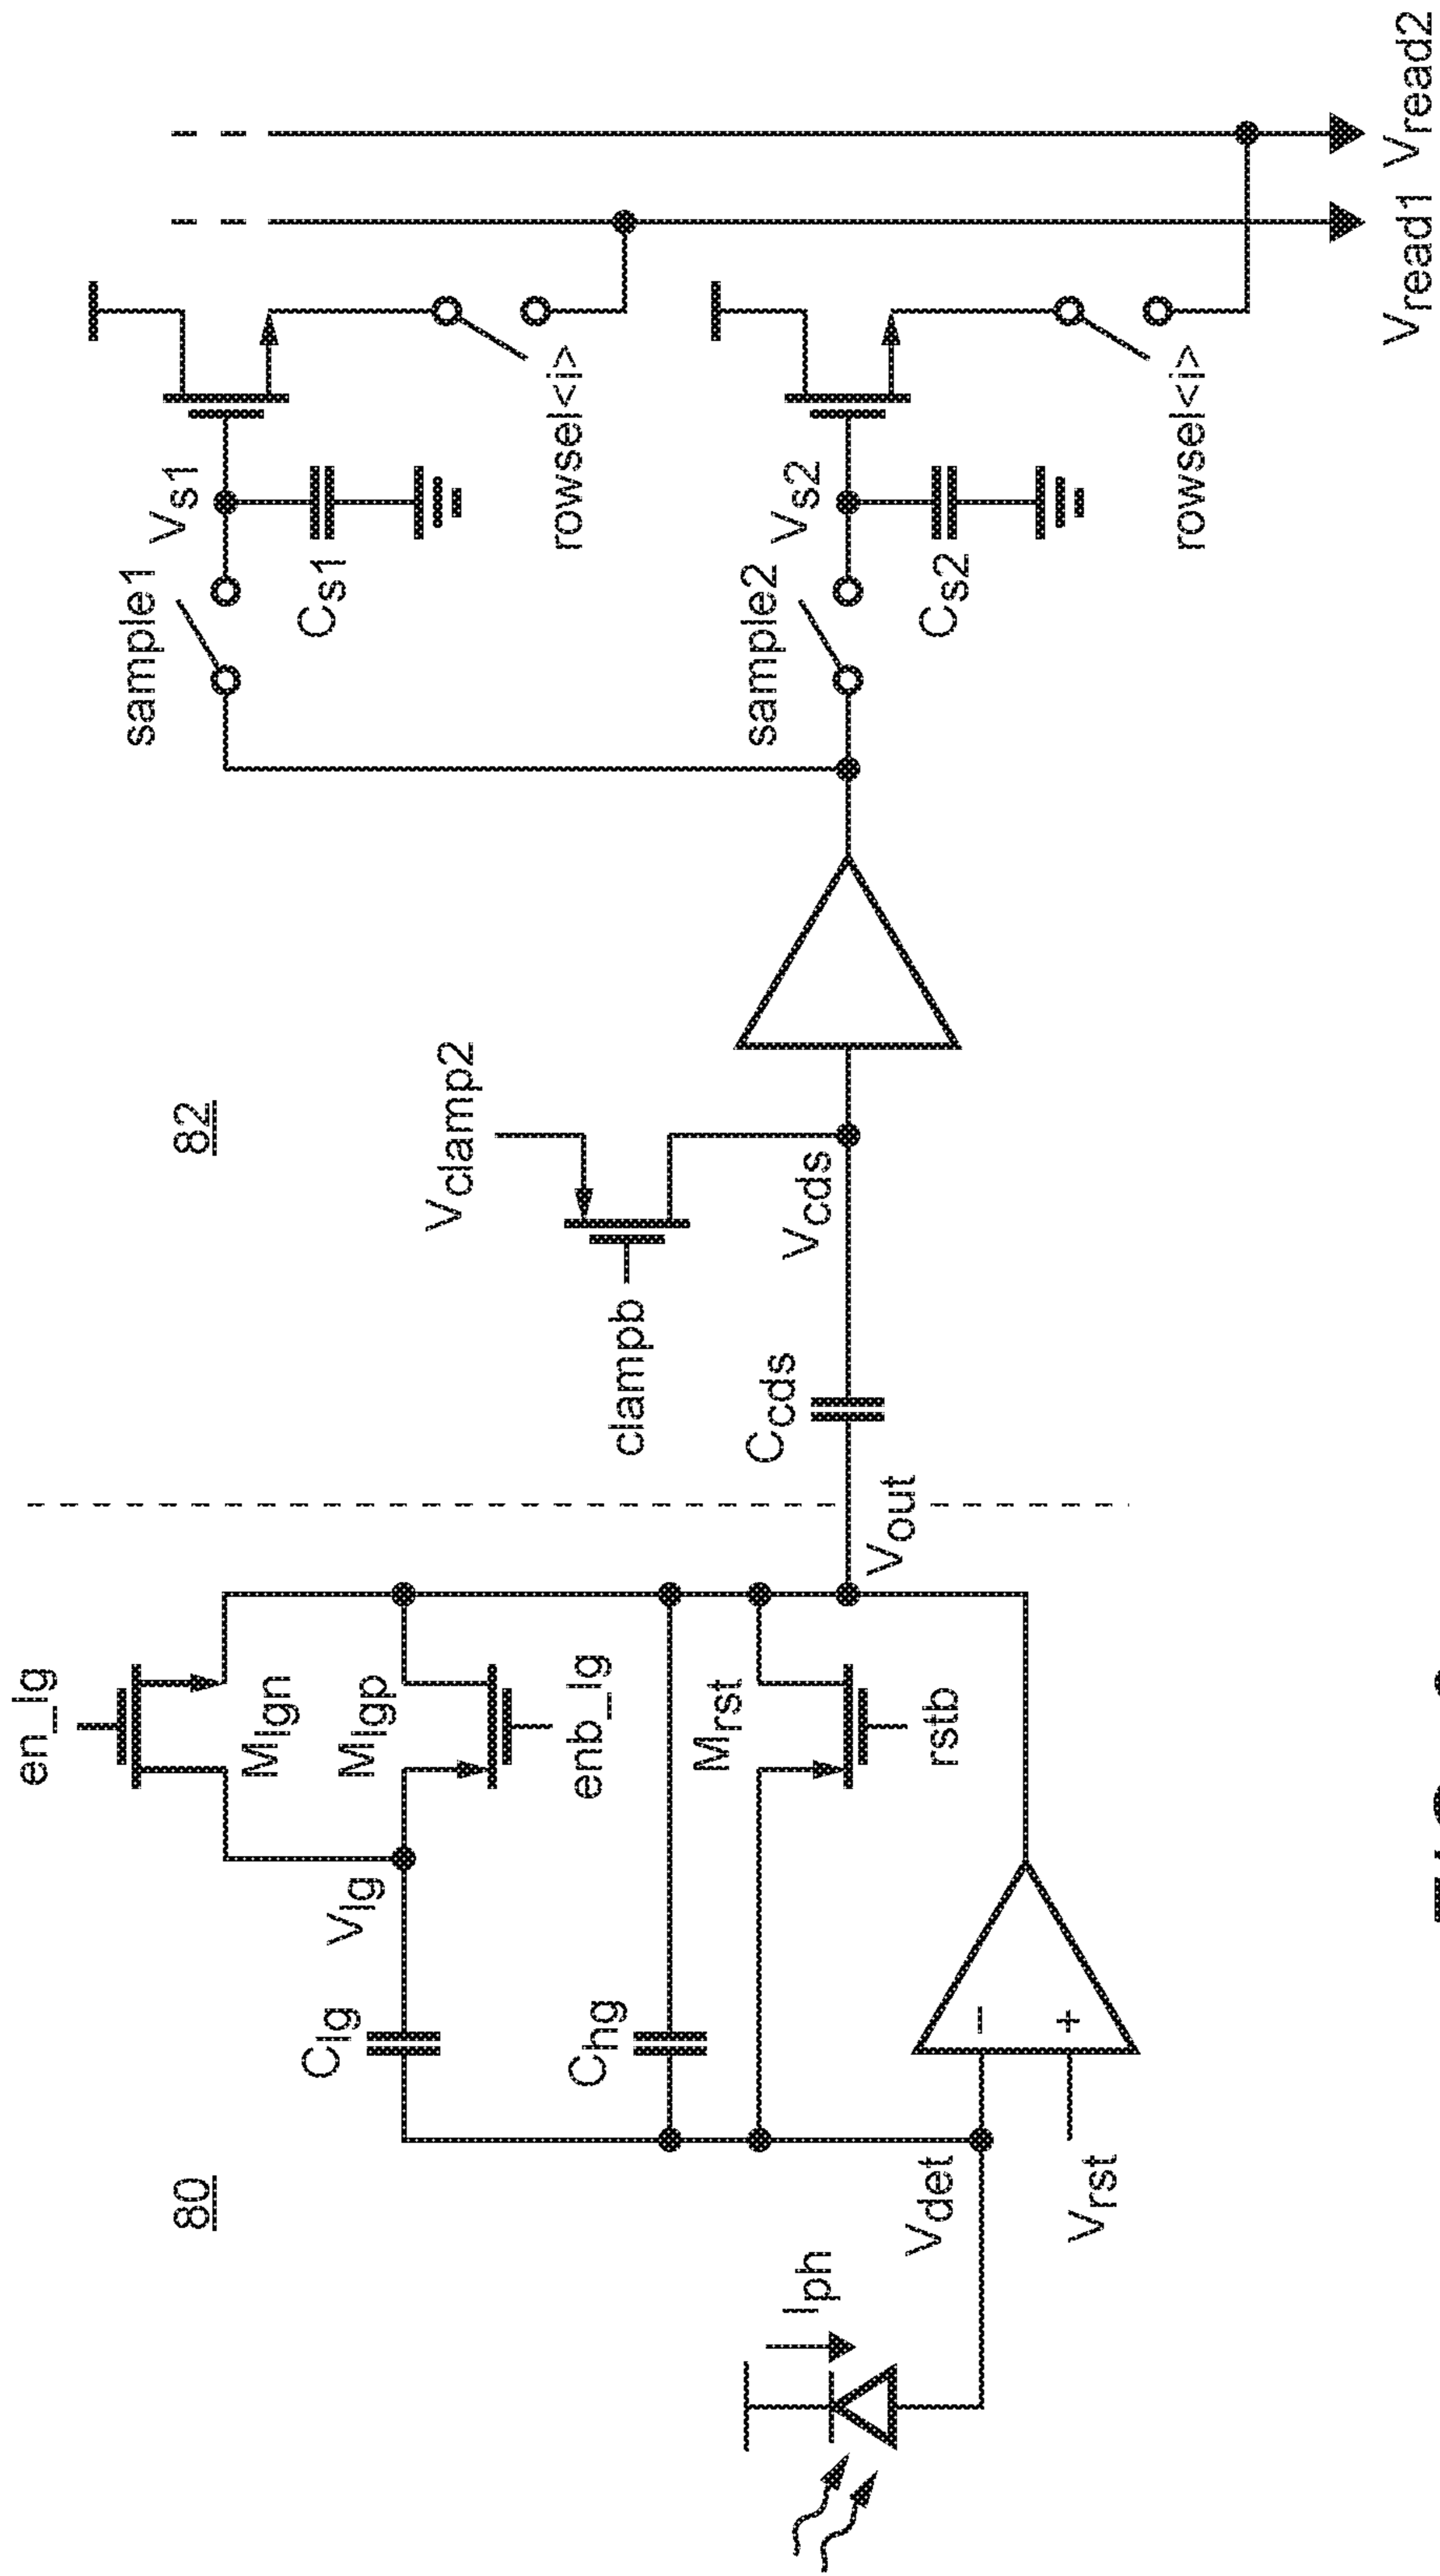 80
82
en_lg
Mlgn
Mlgp
enb_lg
Vlg
Clg
Chg
Mrst
rstb
Iph
Vdet
Vrst
Vout
Ccds
Vcds
clampb
Vclamp2
sample1
Vs1
Cs1
rowsel<i>
sample2
Vs2
Cs2
rowsel<i>
Vread1 Vread2
- 
+